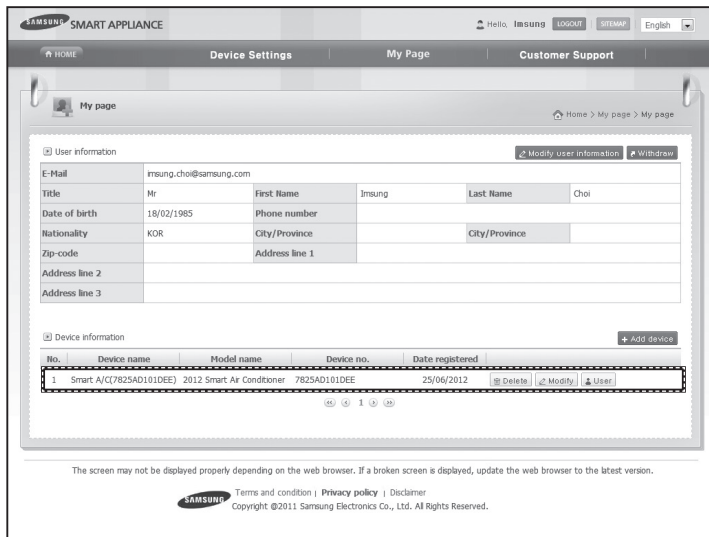 SAMSUNG SMART APPLIANCE Hello, Imsung LOGOUT SITEMAP English
HOME Device Settings My Page Customer Support
My page
Home > My page > My page
User information Modify user information Withdraw
E-Mail imsung.choi@samsung.com
Title Mr First Name Imsung Last Name Choi
Date of birth 18/02/1985 Phone number
Nationality KOR City/Province City/Province
Zip-code Address line 1
Address line 2
Address line 3
Device information + Add device
No. Device name Model name Device no. Date registered
1 Smart A/C(7825AD101DEE) 2012 Smart Air Conditioner 7825AD101DEE 25/06/2012 Delete Modify User
1
The screen may not be displayed properly depending on the web browser. If a broken screen is displayed, update the web browser to the latest version.
SAMSUNG Terms and condition | Privacy policy | Disclaimer
Copyright @2011 Samsung Electronics Co., Ltd. All Rights Reserved.